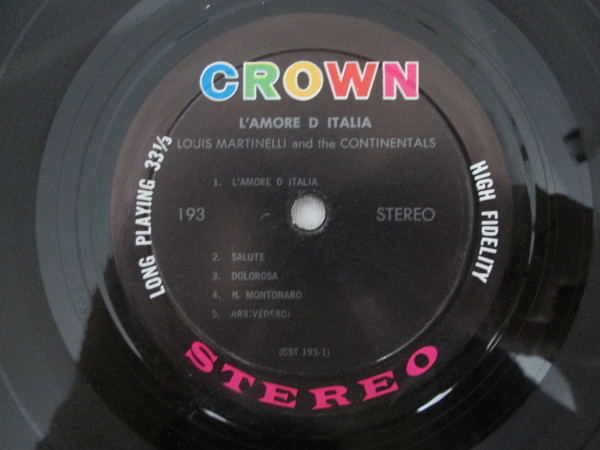 CROWN
L'AMORE D ITALIA
LOUIS MARTINELLI and the CONTINENTALS
LONG PLAYING 33⅓
HIGH FIDELITY
1. L'AMORE D ITALIA
193
STEREO
2. SALUTE
3. DOLOROSA
4. IL MONTONARO
5. ARRIVEDERCI
(CST 193-1)
STEREO